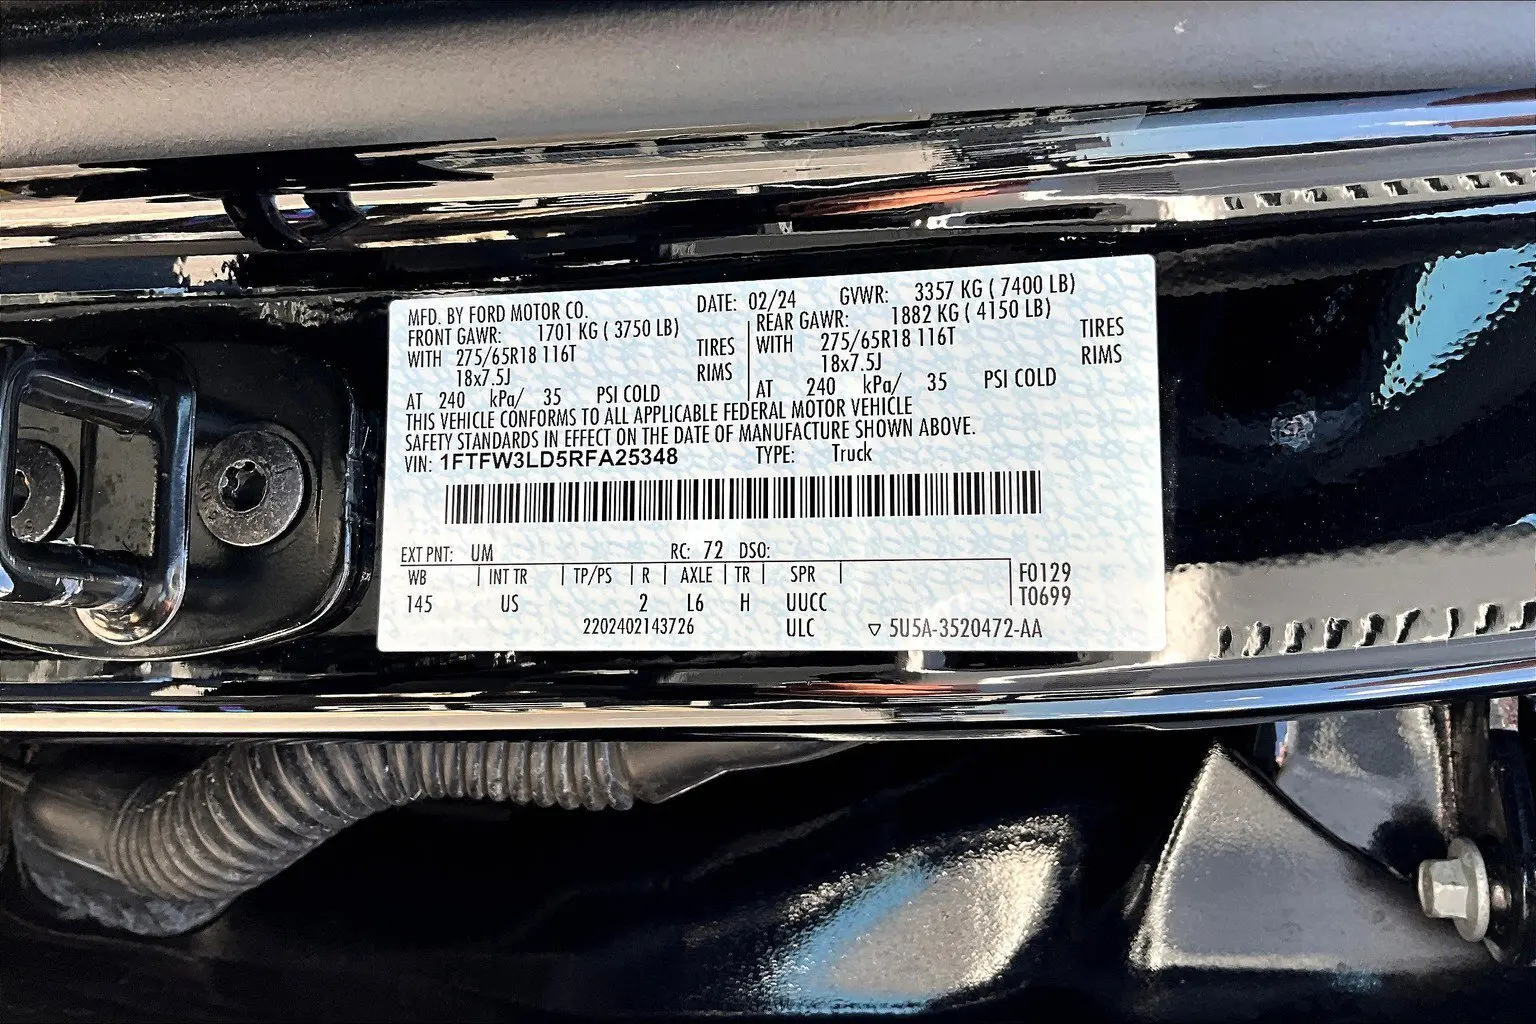 MFD. BY FORD MOTOR CO. DATE: 02/24 GVWR: 3357 KG ( 7400 LB)
FRONT GAWR: 1701 KG ( 3750 LB) REAR GAWR: 1882 KG ( 4150 LB)
WITH 275/65R18 116T TIRES WITH 275/65R18 116T TIRES
18x7.5J RIMS 18x7.5J RIMS
AT 240 kPa/ 35 PSI COLD AT 240 kPa/ 35 PSI COLD
THIS VEHICLE CONFORMS TO ALL APPLICABLE FEDERAL MOTOR VEHICLE
SAFETY STANDARDS IN EFFECT ON THE DATE OF MANUFACTURE SHOWN ABOVE.
VIN: 1FTFW3LD5RFA25348 TYPE: Truck
EXT PNT: UM RC: 72 DSO:
WB INT TR TP/PS R AXLE TR SPR F0129
145 US 2 L6 H UUCC T0699
2202402143726 ULC ▽ 5U5A-3520472-AA